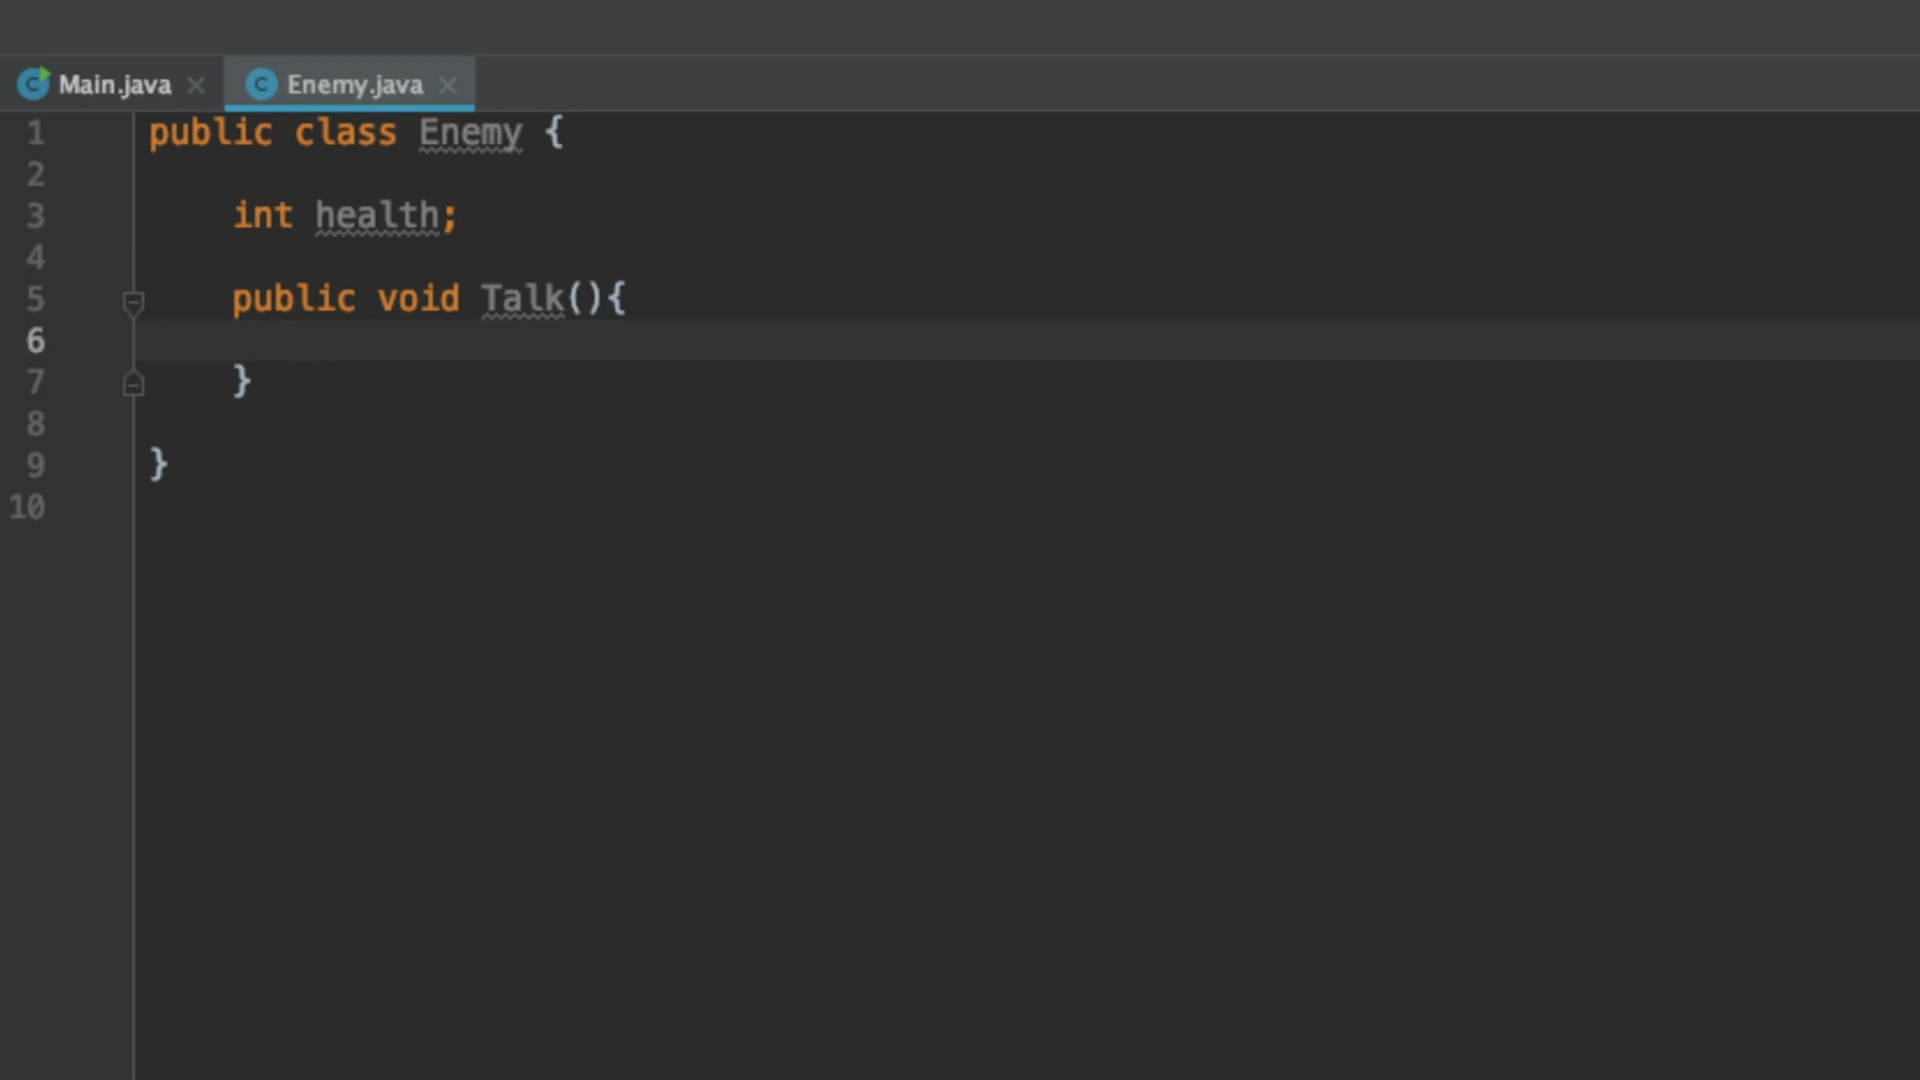 Main.java
Enemy.java
1 public class Enemy {
2
3 int health;
4
5 public void Talk(){
6
7 }
8
9 }
10